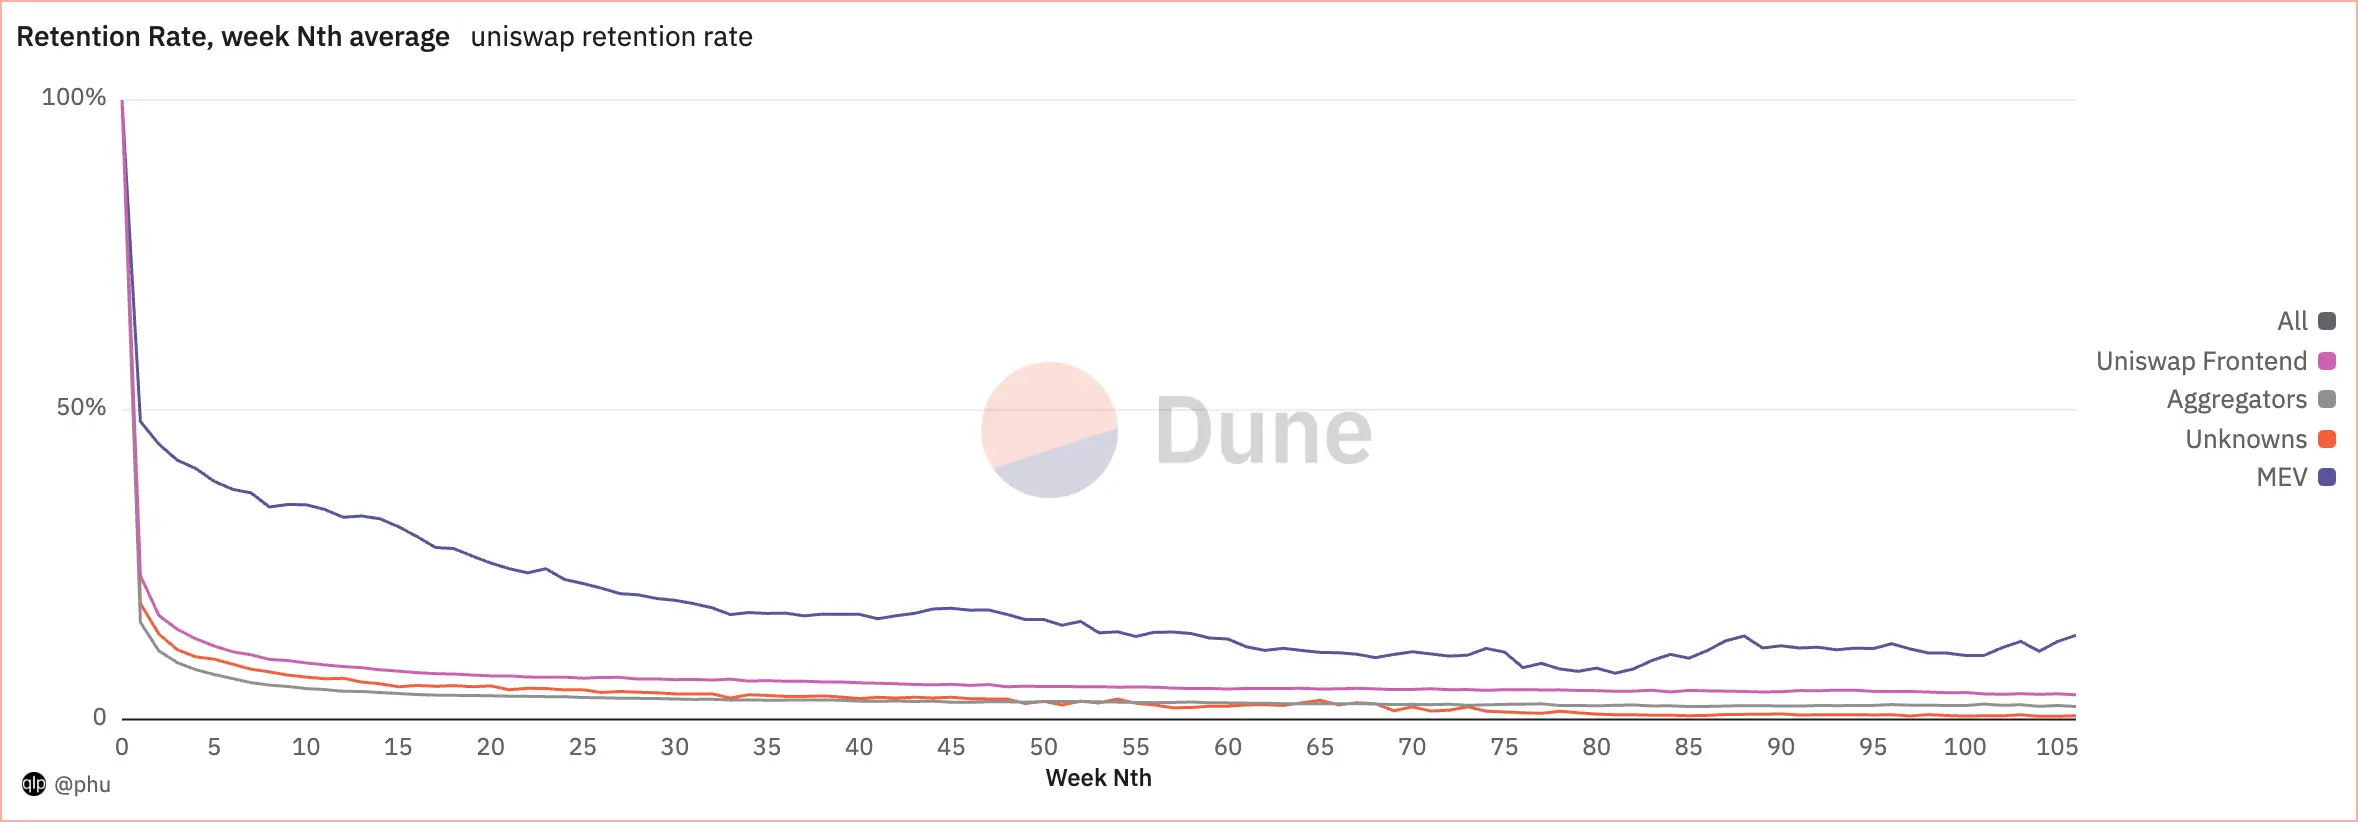 Retention Rate, week Nth average uniswap retention rate
100%
50%
0
0 5 10 15 20 25 30 35 40 45 50 55 60 65 70 75 80 85 90 95 100 105
Week Nth
Dune
All
Uniswap Frontend
Aggregators
Unknowns
MEV
qlp @phu